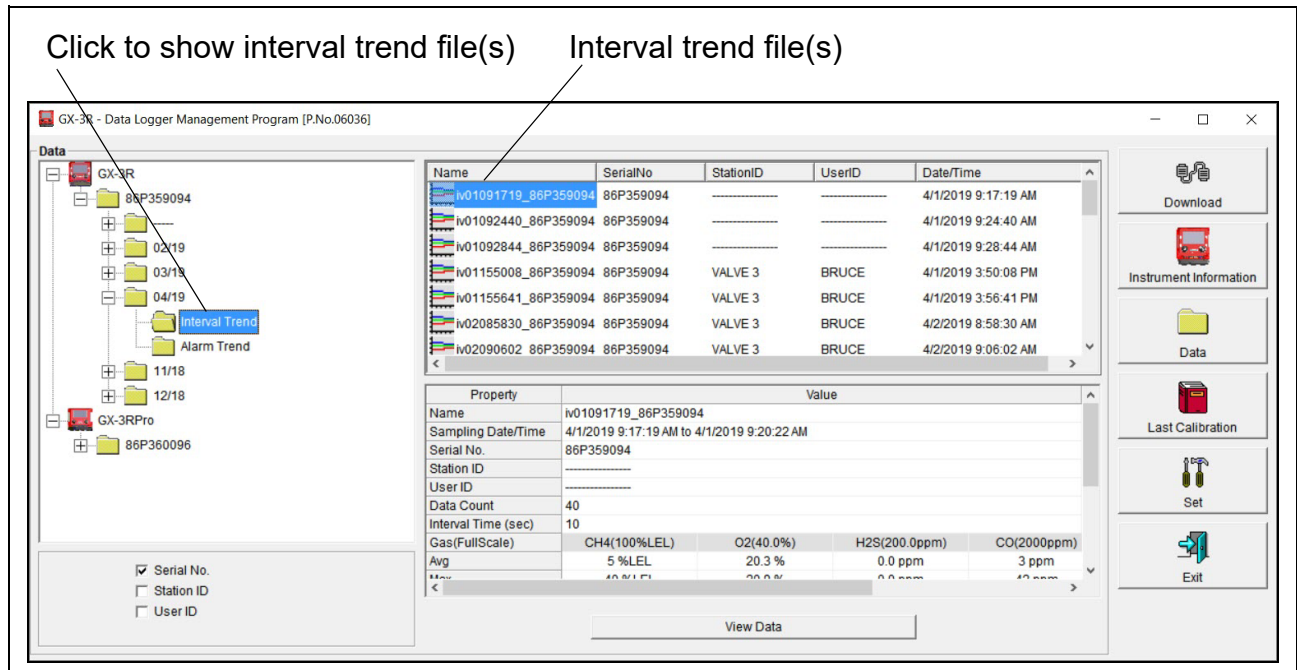 Click to show interval trend file(s) Interval trend file(s)
GX-3R - Data Logger Management Program [P.No.06036]
Data
GX-3R
86P359094
-----
02/19
03/19
04/19
Interval Trend
Alarm Trend
11/18
12/18
GX-3RPro
86P360096
Serial No.
Station ID
User ID
Name SerialNo StationID UserID Date/Time
iv01091719_86P359094 86P359094 ---------------- ---------------- 4/1/2019 9:17:19 AM
iv01092440_86P359094 86P359094 ---------------- ---------------- 4/1/2019 9:24:40 AM
iv01092844_86P359094 86P359094 ---------------- ---------------- 4/1/2019 9:28:44 AM
iv01155008_86P359094 86P359094 VALVE 3 BRUCE 4/1/2019 3:50:08 PM
iv01155641_86P359094 86P359094 VALVE 3 BRUCE 4/1/2019 3:56:41 PM
iv02085830_86P359094 86P359094 VALVE 3 BRUCE 4/2/2019 8:58:30 AM
iv02090602_86P359094 86P359094 VALVE 3 BRUCE 4/2/2019 9:06:02 AM
Property Value
Name iv01091719_86P359094
Sampling Date/Time 4/1/2019 9:17:19 AM to 4/1/2019 9:20:22 AM
Serial No. 86P359094
Station ID ----------------
User ID ----------------
Data Count 40
Interval Time (sec) 10
Gas(FullScale) CH4(100%LEL) O2(40.0%) H2S(200.0ppm) CO(2000ppm)
Avg 5 %LEL 20.3 % 0.0 ppm 3 ppm
View Data
Download
Instrument Information
Data
Last Calibration
Set
Exit